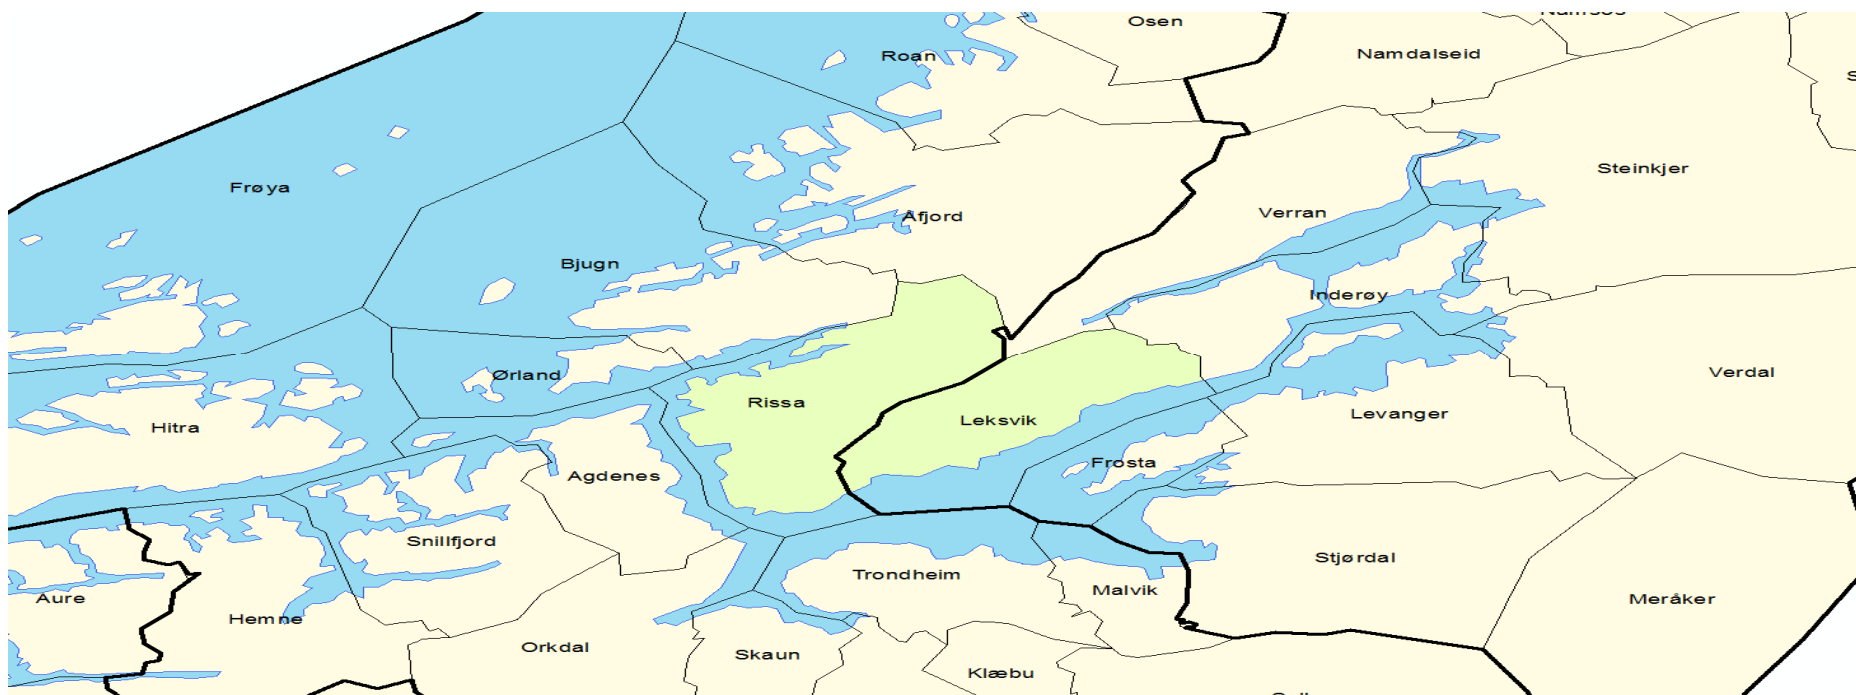 Osen
Roan
Namdalseid
Steinkjer
Frøya
Åfjord
Verran
Bjugn
Inderøy
Ørland
Rissa
Verdal
Hitra
Leksvik
Levanger
Agdenes
Frosta
Snillfjord
Stjørdal
Trondheim
Aure
Malvik
Meråker
Hemne
Orkdal
Skaun
Klæbu